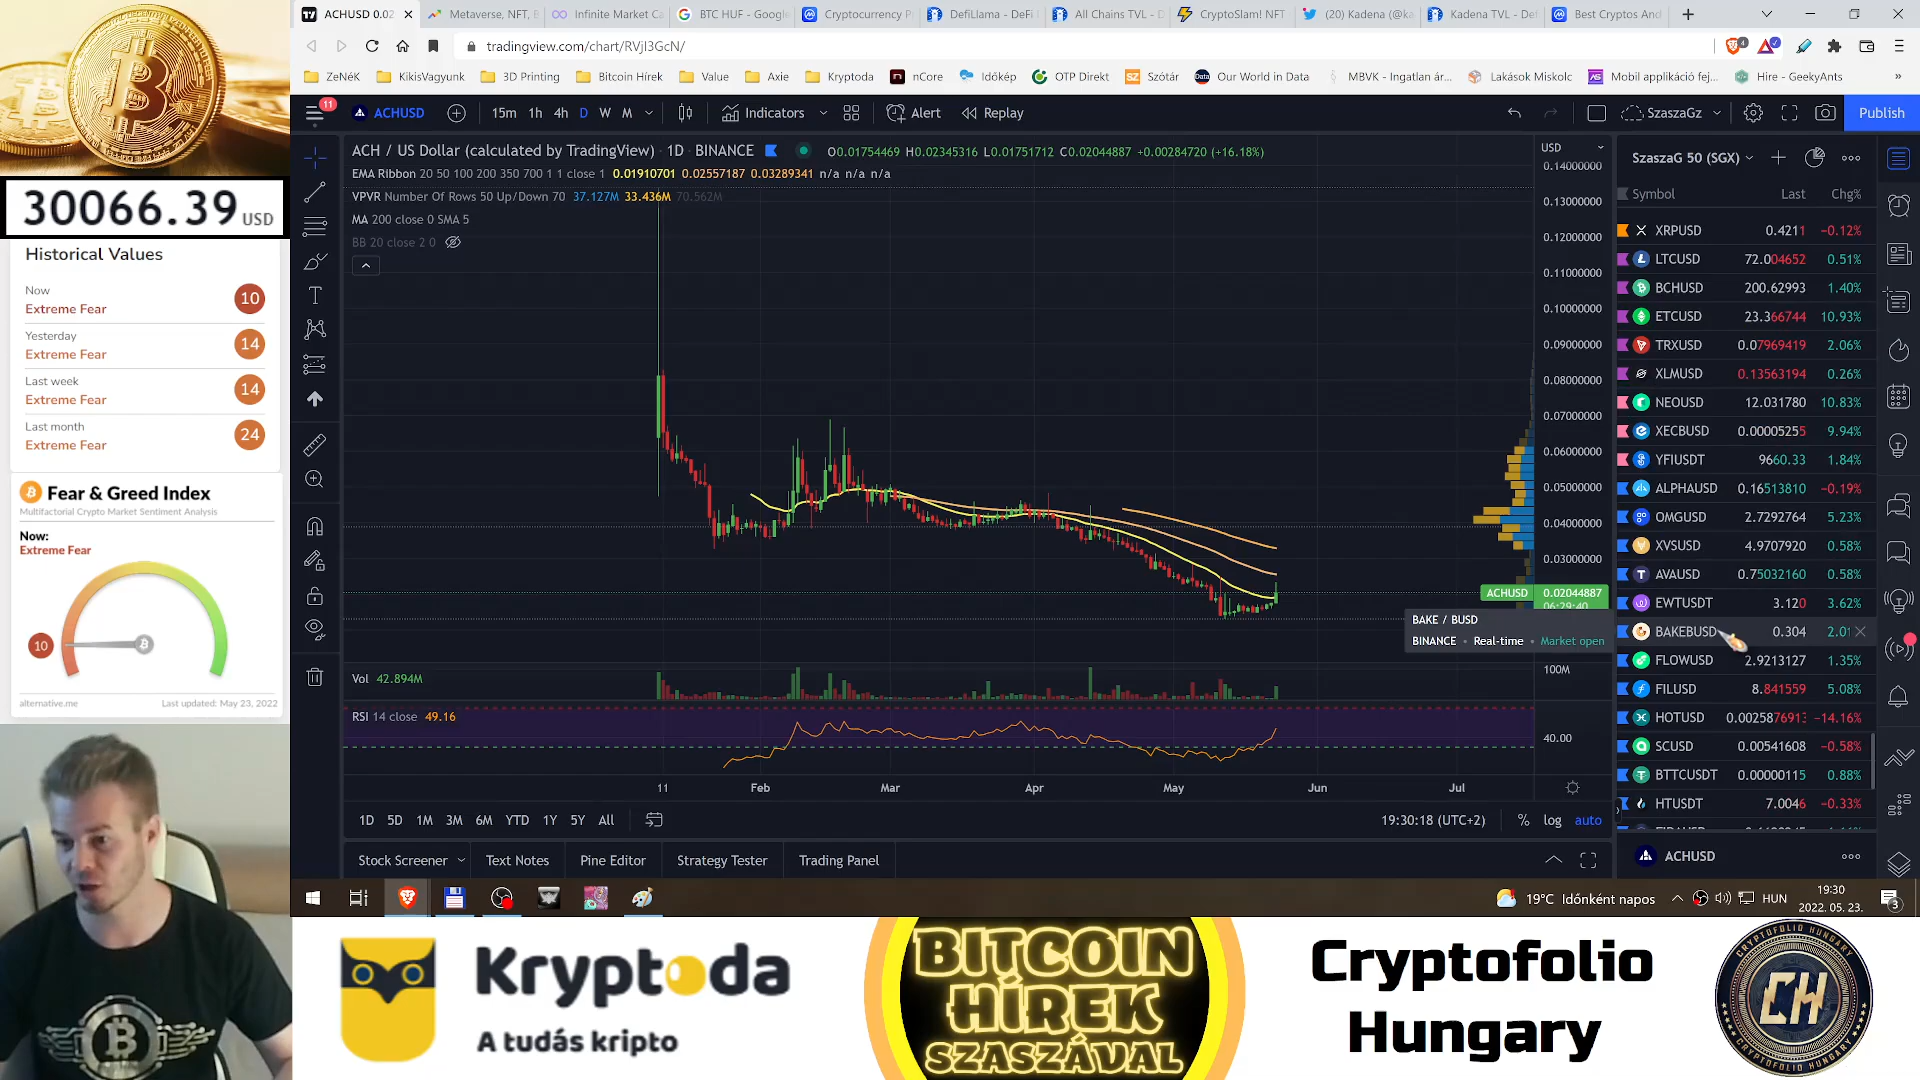 ACHUSD 0.02
Metaverse, NFT, B
Infinite Market Ca
BTC HUF - Google
Cryptocurrency P
DefiLlama - DeFi
All Chains TVL - D
CryptoSlam! NFT
(20) Kadena (@ka
Kadena TVL - Def
Best Cryptos And
tradingview.com/chart/RVjI3GcN/
ZeNéK
KikisVagyunk
3D Printing
Bitcoin Hírek
Value
Axie
Kryptoda
nCore
Időkép
OTP Direkt
Szótár
Our World in Data
MBVK - Ingatlan ár...
Lakások Miskolc
Mobil applikáció fej...
Hire - GeekyAnts
11
ACHUSD
15m 1h 4h D W M
Indicators
Alert
Replay
SzaszaGz
Publish
ACH / US Dollar (calculated by TradingView) · 1D · BINANCE
O0.01754469 H0.02345316 L0.01751712 C0.02044887 +0.00284720 (+16.18%)
EMA Ribbon 20 50 100 200 350 700 1 1 close 1 0.01910701 0.02557187 0.03289341 n/a n/a n/a
VPVR Number Of Rows 50 Up/Down 70 37.127M 33.436M 70.562M
MA 200 close 0 SMA 5
BB 20 close 2 0
USD
0.14000000
0.13000000
0.12000000
0.11000000
0.10000000
0.09000000
0.08000000
0.07000000
0.06000000
0.05000000
0.04000000
0.03000000
ACHUSD 0.02044887
06:29:40
BAKE / BUSD
BINANCE • Real-time • Market open
100M
Vol 42.894M
RSI 14 close 49.16
40.00
11 Feb Mar Apr May Jun Jul
1D 5D 1M 3M 6M YTD 1Y 5Y All
19:30:18 (UTC+2)
% log auto
Stock Screener
Text Notes
Pine Editor
Strategy Tester
Trading Panel
SzaszaG 50 (SGX)
Symbol Last Chg%
XRPUSD 0.4211 −0.12%
LTCUSD 72.004652 0.51%
BCHUSD 200.62993 1.40%
ETCUSD 23.366744 10.93%
TRXUSD 0.07969419 2.06%
XLMUSD 0.13563194 0.26%
NEOUSD 12.031780 10.83%
XECBUSD 0.00005255 9.94%
YFIUSDT 9660.33 1.84%
ALPHAUSD 0.16513810 −0.19%
OMGUSD 2.7292764 5.23%
XVSUSD 4.9707920 0.58%
AVAUSD 0.75032160 0.58%
EWTUSDT 3.120 3.62%
BAKEBUSD 0.304 2.01
FLOWUSD 2.9213127 1.35%
FILUSD 8.841559 5.08%
HOTUSD 0.002587691 −14.16%
SCUSD 0.00541608 −0.58%
BTTCUSDT 0.00000115 0.88%
HTUSDT 7.0046 −0.33%
ACHUSD
19°C Időnként napos
HUN
19:30
2022. 05. 23.
3
30066.39 USD
Historical Values
Now
Extreme Fear
10
Yesterday
Extreme Fear
14
Last week
Extreme Fear
14
Last month
Extreme Fear
24
Fear & Greed Index
Multifactorial Crypto Market Sentiment Analysis
Now:
Extreme Fear
10
alternative.me
Last updated: May 23, 2022
Kryptoda
A tudás kripto
BITCOIN
HÍREK
SZASZÁVAL
Cryptofolio
Hungary
CRYPTOFOLIO HUNGARY
CH
CRYPTOFOLIO HUNGARY